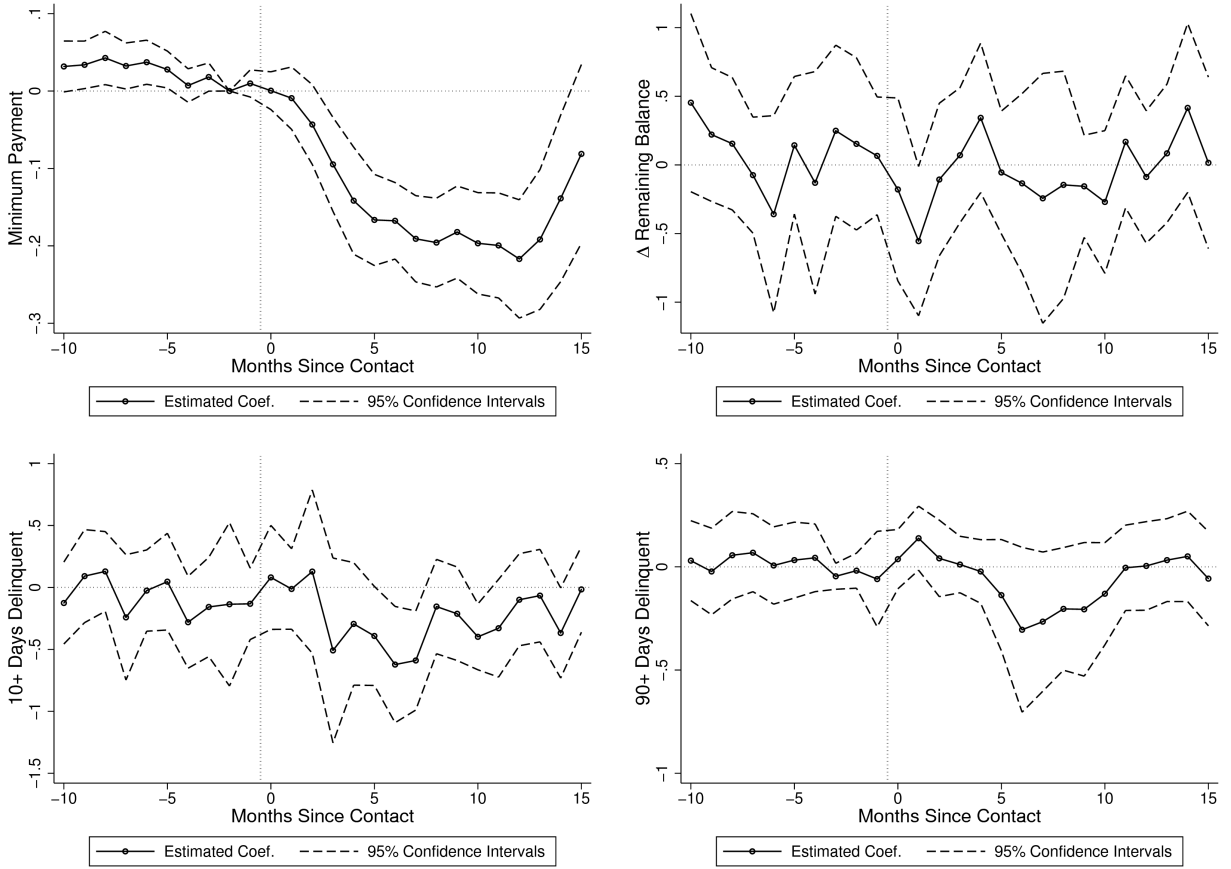 .1
0
-.1
-.2
-.3
Minimum Payment
-10 -5 0 5 10 15
Months Since Contact
Estimated Coef. 95% Confidence Intervals
1
.5
0
-.5
-1
Δ Remaining Balance
-10 -5 0 5 10 15
Months Since Contact
Estimated Coef. 95% Confidence Intervals
1
.5
0
-.5
-1
-1.5
10+ Days Delinquent
-10 -5 0 5 10 15
Months Since Contact
Estimated Coef. 95% Confidence Intervals
.5
0
-.5
-1
90+ Days Delinquent
-10 -5 0 5 10 15
Months Since Contact
Estimated Coef. 95% Confidence Intervals